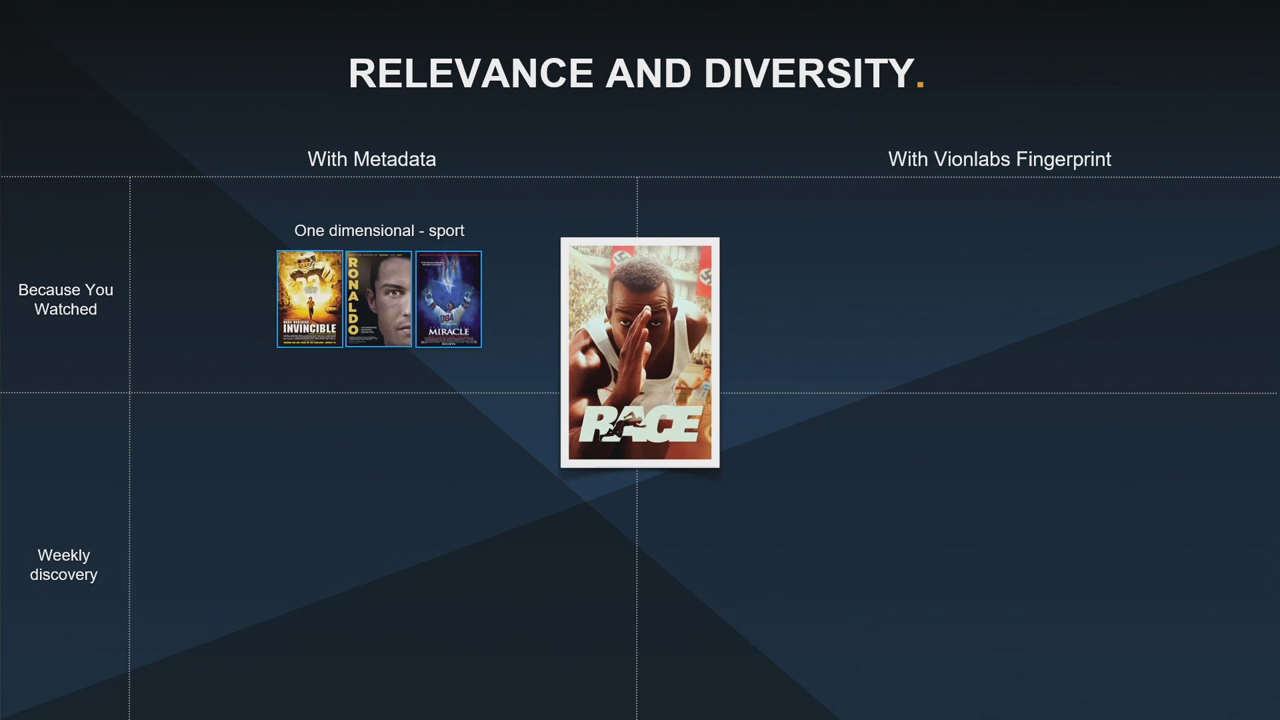 RELEVANCE AND DIVERSITY.
With Metadata
With Vionlabs Fingerprint
One dimensional - sport
Because You
Watched
INVINCIBLE
RONALDO
MIRACLE
RACE
Weekly
discovery